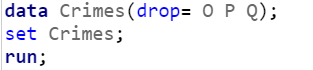 data Crimes(drop= O P Q);
set Crimes;
run;